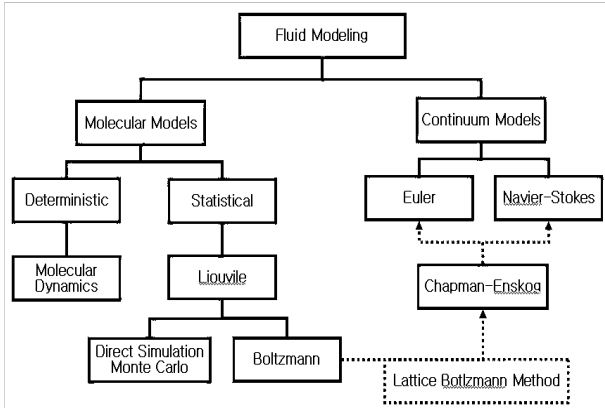 Fluid Modeling
Molecular Models
Continuum Models
Deterministic
Statistical
Euler
Navier-Stokes
Molecular
Dynamics
Liouvile
Chapman-Enskog
Direct Simulation
Monte Carlo
Boltzmann
Lattice Botlzmann Method